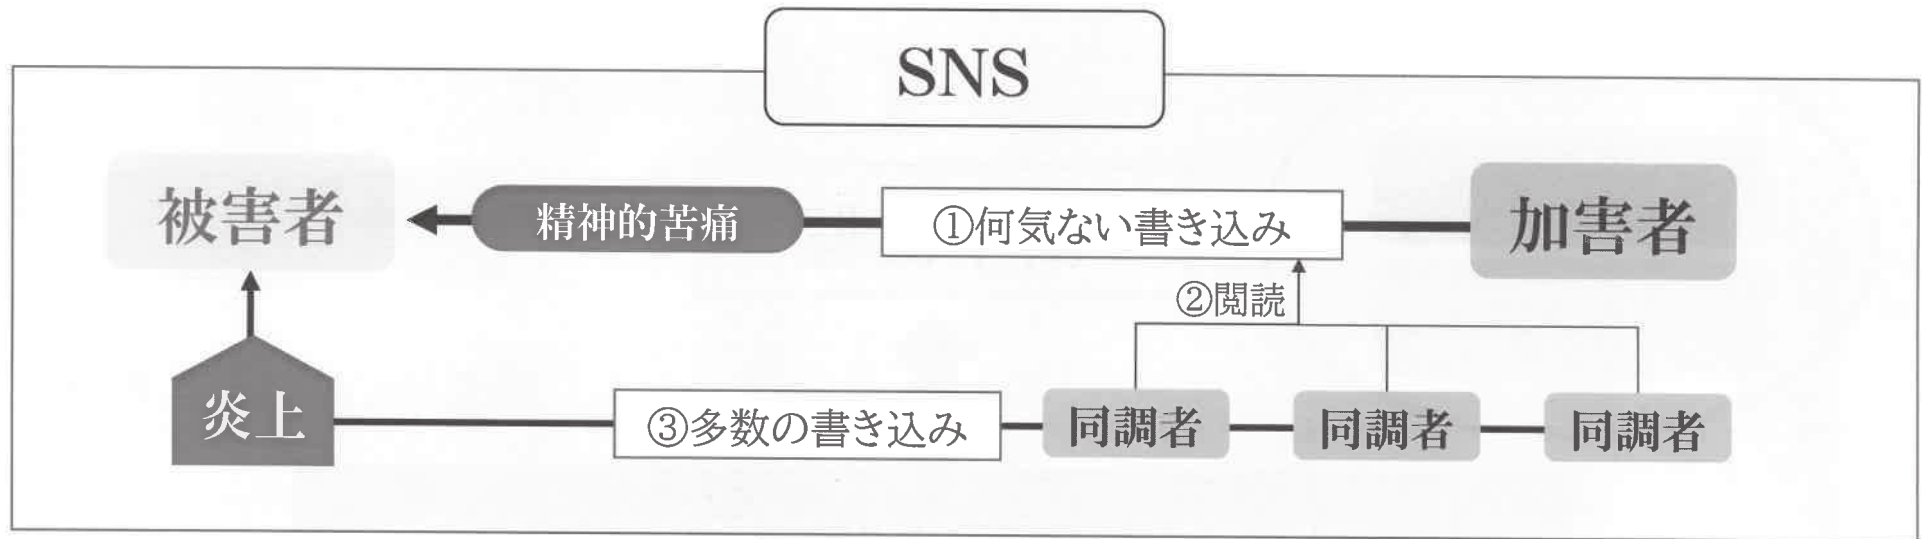 SNS
被害者
精神的苦痛
①何気ない書き込み
加害者
②閲読
炎上
③多数の書き込み
同調者
同調者
同調者